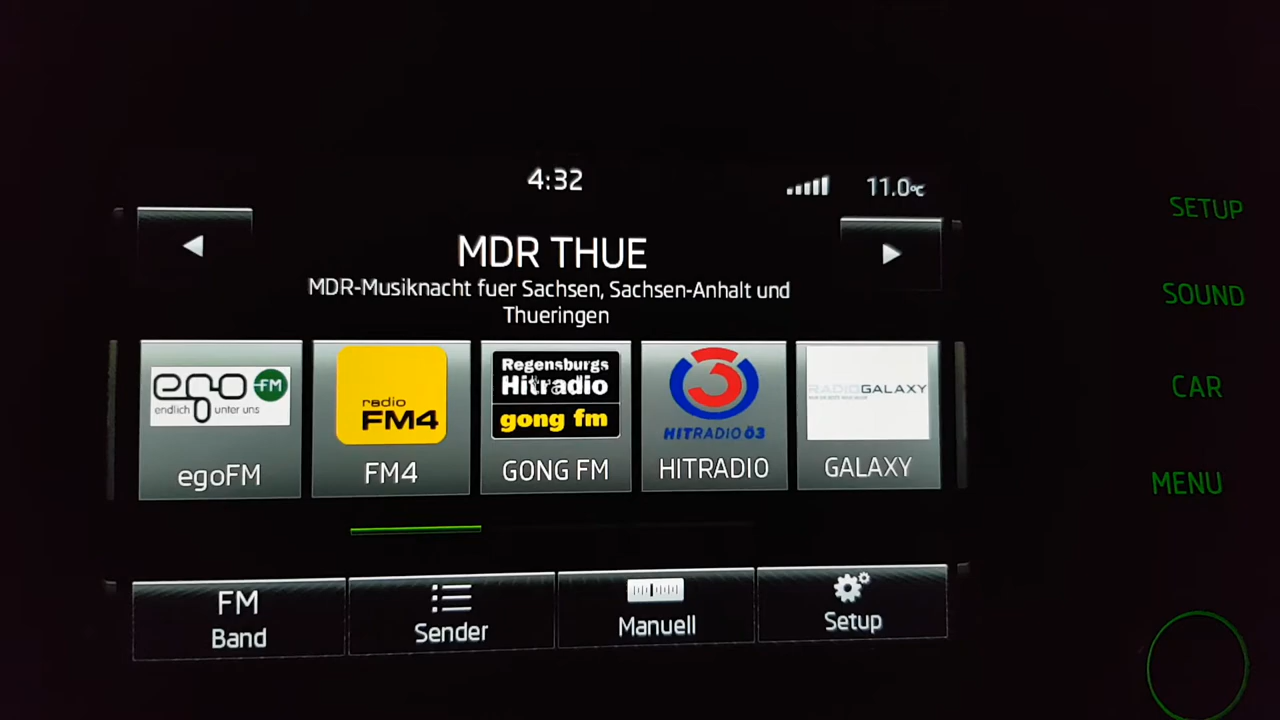 4:32
11.0°C
SETUP
MDR THUE
MDR-Musiknacht fuer Sachsen, Sachsen-Anhalt und
Thueringen
SOUND
ego FM
endlich unter uns
radio
FM4
Regensburgs
Hitradio
gong fm
3
HITRADIO Ö3
RADIOGALAXY
CAR
egoFM
FM4
GONG FM
HITRADIO
GALAXY
MENU
FM
Band
Sender
Manuell
Setup